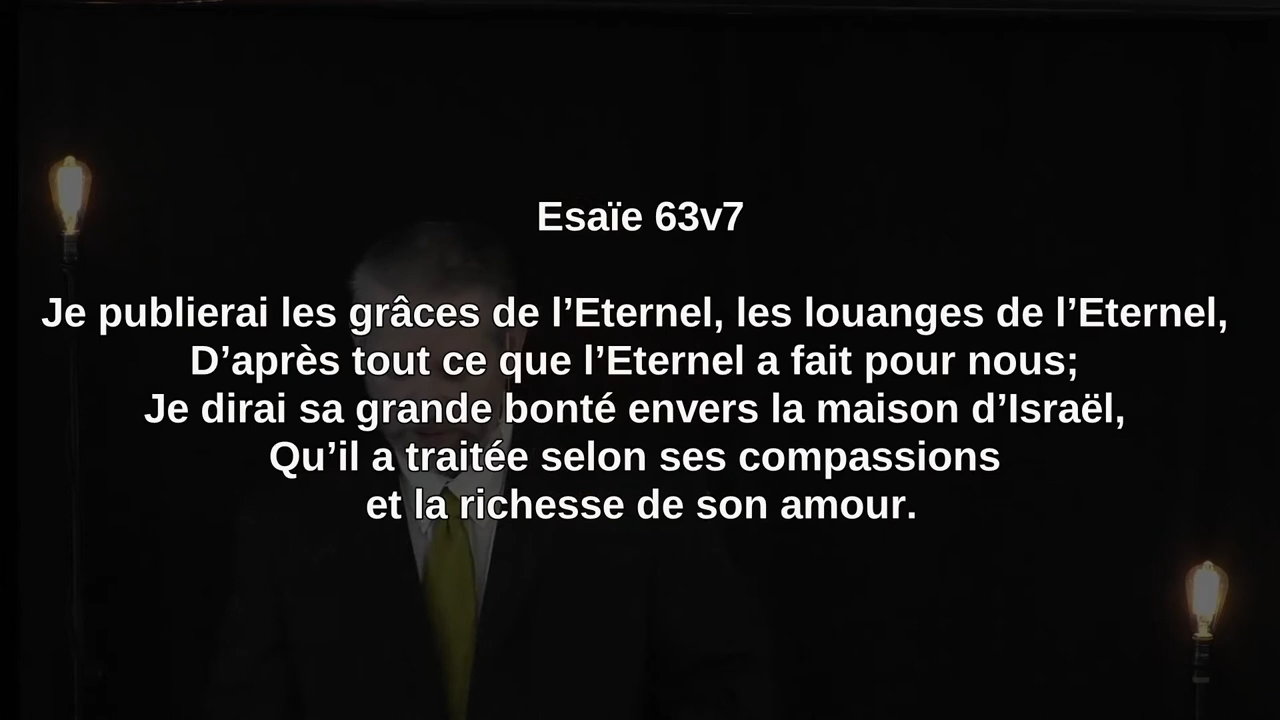 Esaïe 63v7
Je publierai les grâces de l’Eternel, les louanges de l’Eternel,
D’après tout ce que l’Eternel a fait pour nous;
Je dirai sa grande bonté envers la maison d’Israël,
Qu’il a traitée selon ses compassions
et la richesse de son amour.